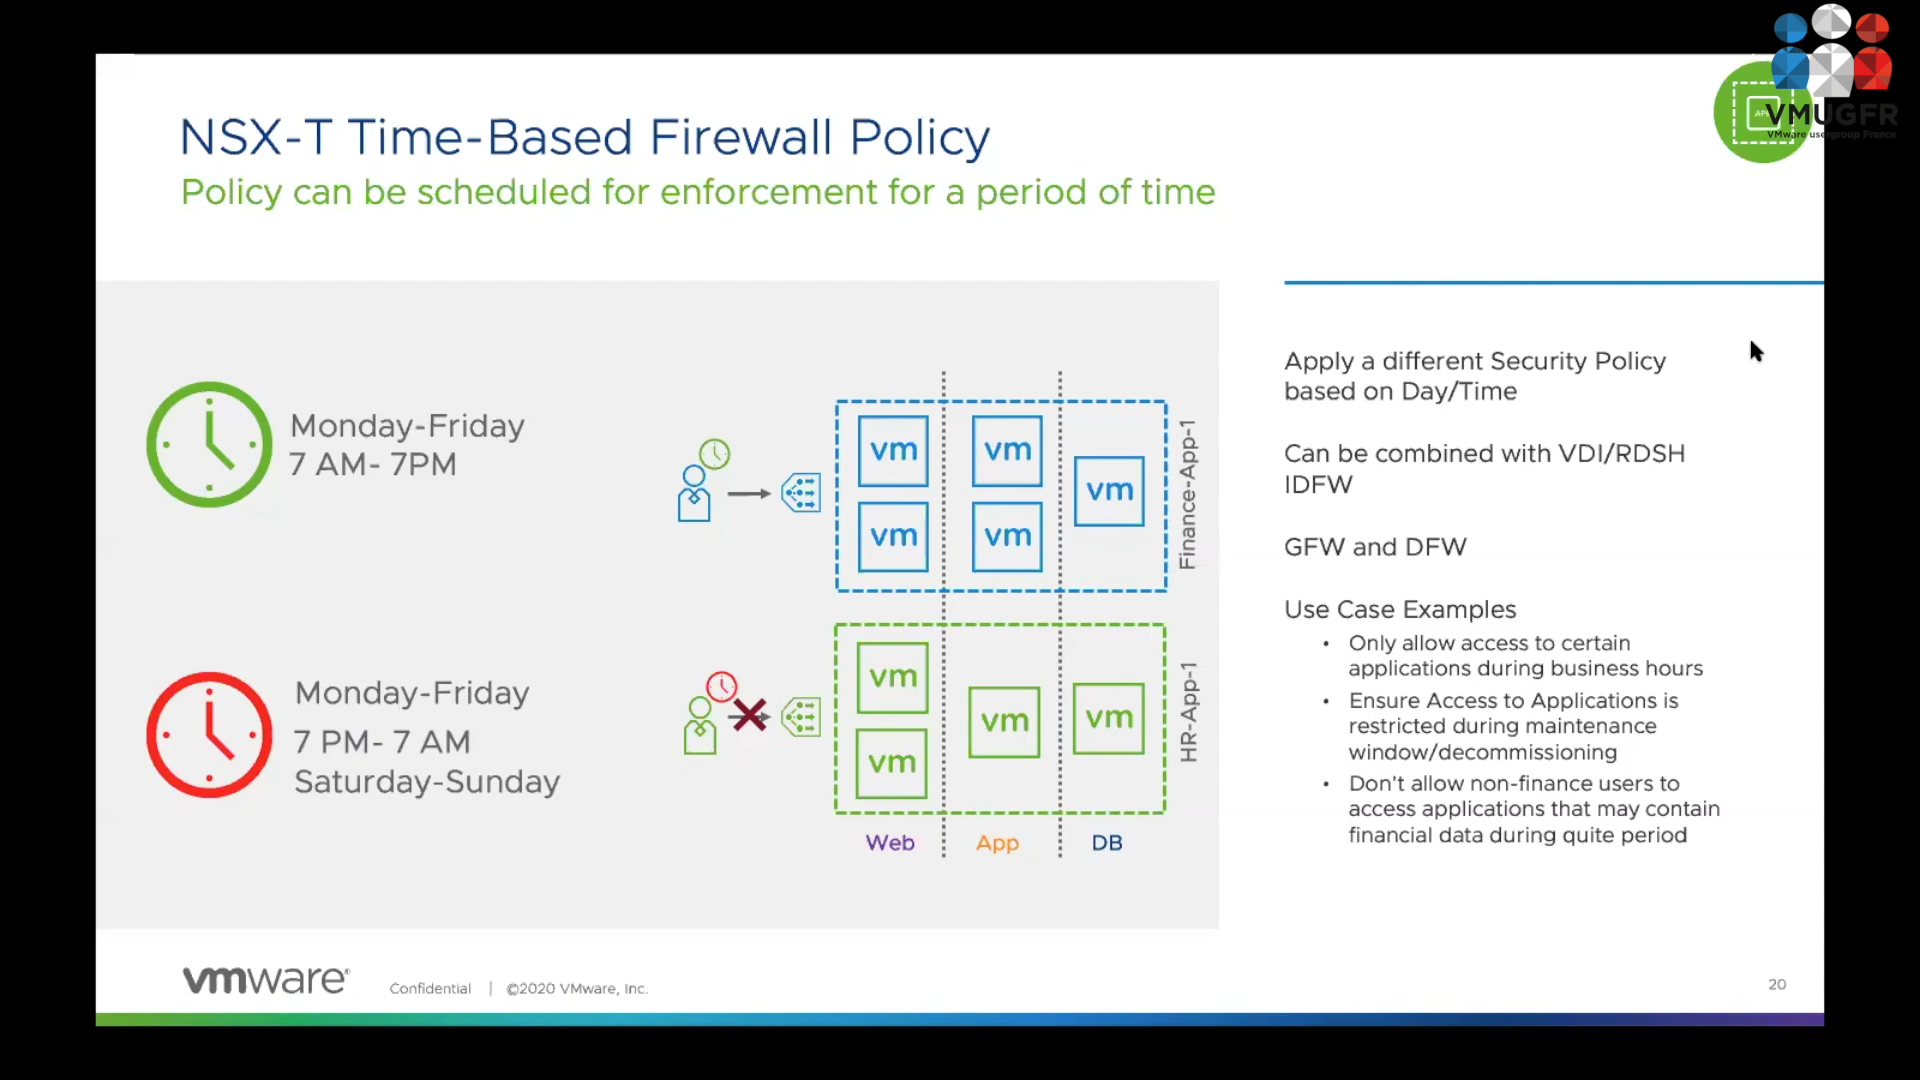 VMUGFR
VMware usergroup France
NSX-T Time-Based Firewall Policy
Policy can be scheduled for enforcement for a period of time
Monday-Friday
7 AM- 7PM
Monday-Friday
7 PM- 7 AM
Saturday-Sunday
vm
vm
vm
vm
vm
Finance-App-1
vm
vm
vm
vm
HR-App-1
Web
App
DB
Apply a different Security Policy
based on Day/Time
Can be combined with VDI/RDSH
IDFW
GFW and DFW
Use Case Examples
• Only allow access to certain
applications during business hours
• Ensure Access to Applications is
restricted during maintenance
window/decommissioning
• Don't allow non-finance users to
access applications that may contain
financial data during quite period
vmware®
Confidential | ©2020 VMware, Inc.
20